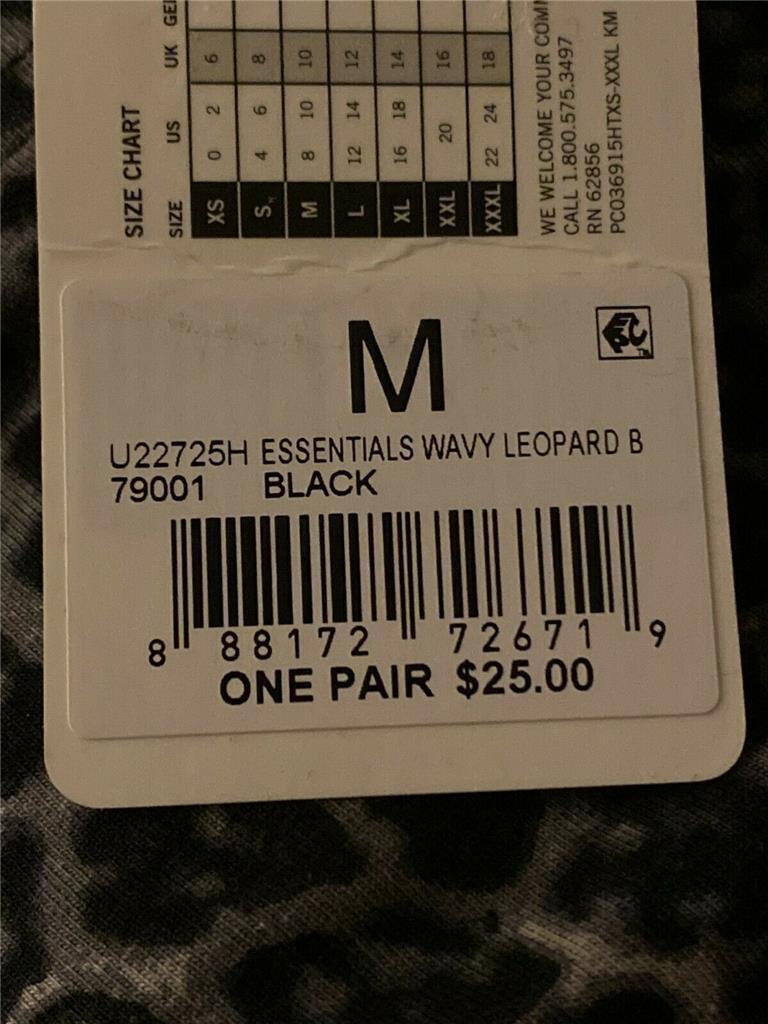 SIZE CHART
SIZE US UK GE
XS 0 2 6
S 4 6 8
M 8 10 10
L 12 14 12
XL 16 18 14
XXL 20 16
XXXL 22 24 18
WE WELCOME YOUR COM
CALL 1.800.575.3497
RN 62856
PC036915HTXS-XXXL KM
M
U22725H ESSENTIALS WAVY LEOPARD B
79001 BLACK
8 88172 72671 9
ONE PAIR $25.00